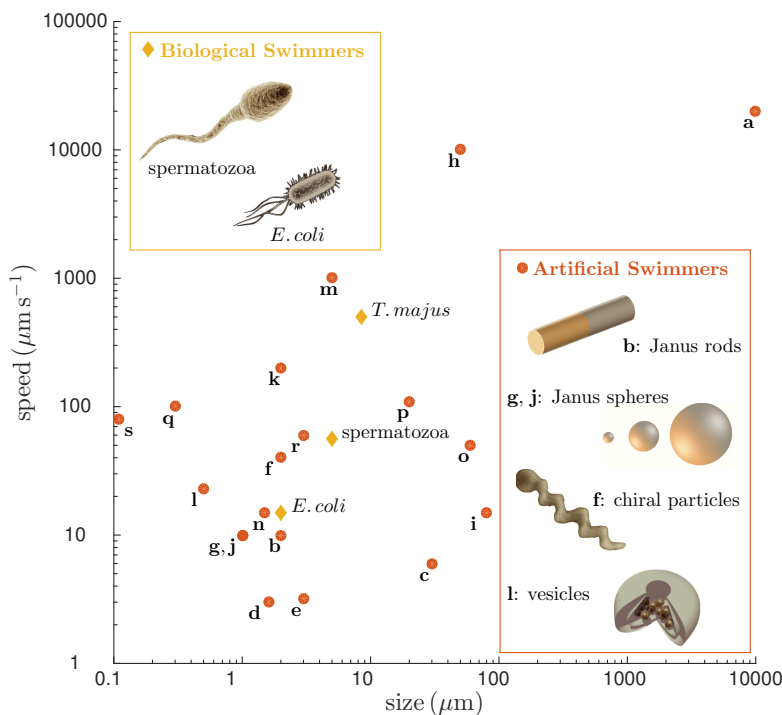 100000
10000
1000
100
10
1
speed (µm s⁻¹)
0.1
1
10
100
1000
10000
size (µm)
Biological Swimmers
spermatozoa
E. coli
a
h
m
T. majus
k
s
q
p
r
spermatozoa
f
o
l
n
E. coli
i
g, j
b
c
d
e
Artificial Swimmers
b: Janus rods
g, j: Janus spheres
f: chiral particles
l: vesicles